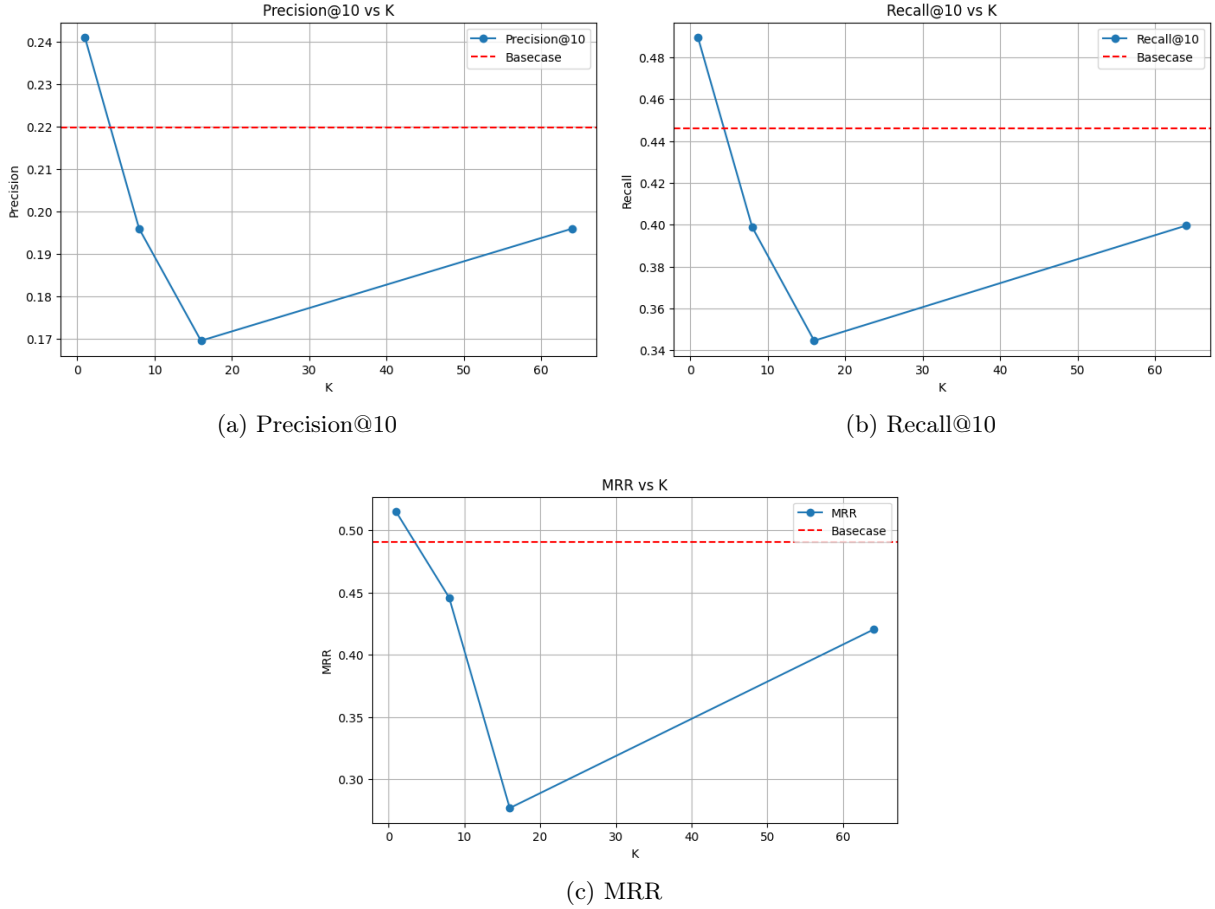 Precision@10 vs K
0.24
0.23
0.22
0.21
0.20
0.19
0.18
0.17
Precision
0
10
20
30
40
50
60
K
Precision@10
Basecase
(a) Precision@10
Recall@10 vs K
0.48
0.46
0.44
0.42
0.40
0.38
0.36
0.34
Recall
0
10
20
30
40
50
60
K
Recall@10
Basecase
(b) Recall@10
MRR vs K
0.50
0.45
0.40
0.35
0.30
MRR
0
10
20
30
40
50
60
K
MRR
Basecase
(c) MRR